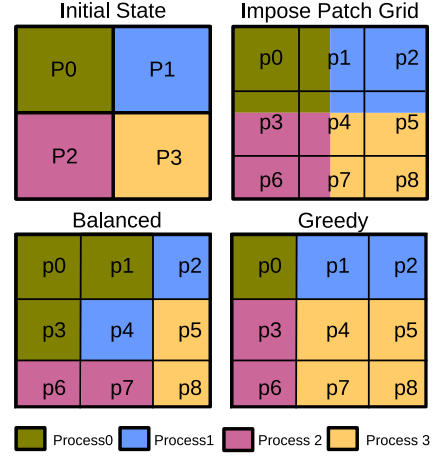 Initial State
Impose Patch Grid
P0 P1
P2 P3
p0 p1 p2
p3 p4 p5
p6 p7 p8
Balanced
Greedy
p0 p1 p2
p3 p4 p5
p6 p7 p8
p0 p1 p2
p3 p4 p5
p6 p7 p8
Process0 Process1 Process 2 Process 3